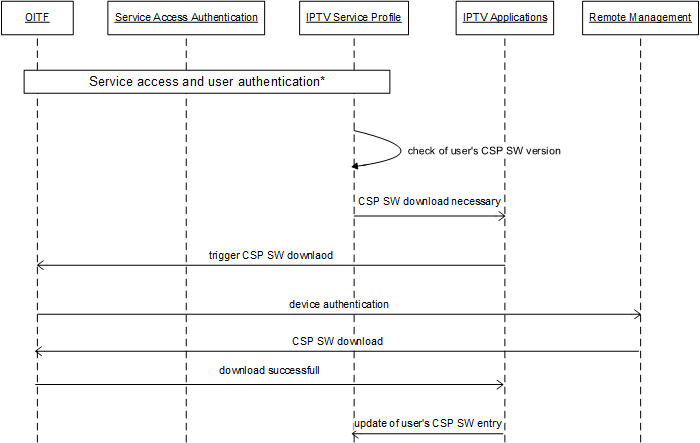 OITF
Service Access Authentication
IPTV Service Profile
IPTV Applications
Remote Management
Service access and user authentication*
check of user's CSP SW version
CSP SW download necessary
trigger CSP SW downlaod
device authentication
CSP SW download
download successfull
update of user's CSP SW entry